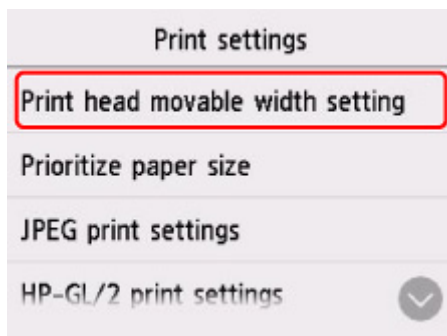 Print settings
Print head movable width setting
Prioritize paper size
JPEG print settings
HP-GL/2 print settings